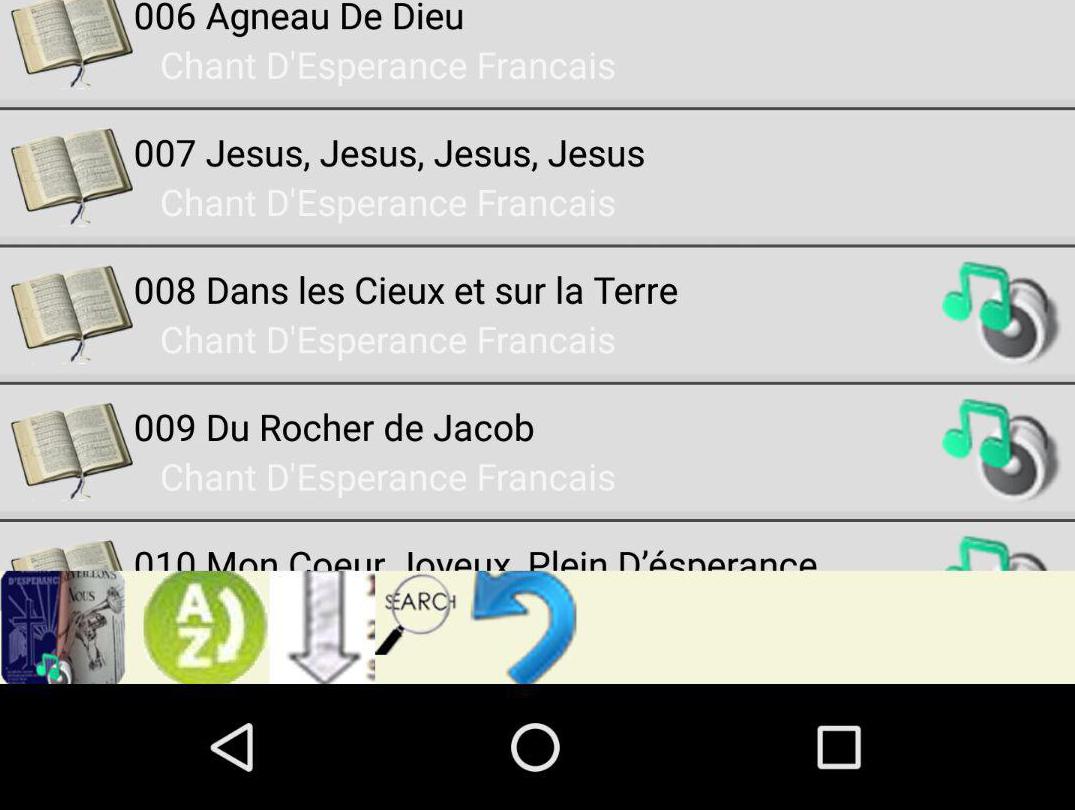 006 Agneau De Dieu
Chant D'Esperance Francais
007 Jesus, Jesus, Jesus, Jesus
Chant D'Esperance Francais
008 Dans les Cieux et sur la Terre
Chant D'Esperance Francais
009 Du Rocher de Jacob
Chant D'Esperance Francais
010 Mon Coeur Joyeux, Plein D’ésperance
D'ESPERANCE
NOUS
A
Z
SEARCH